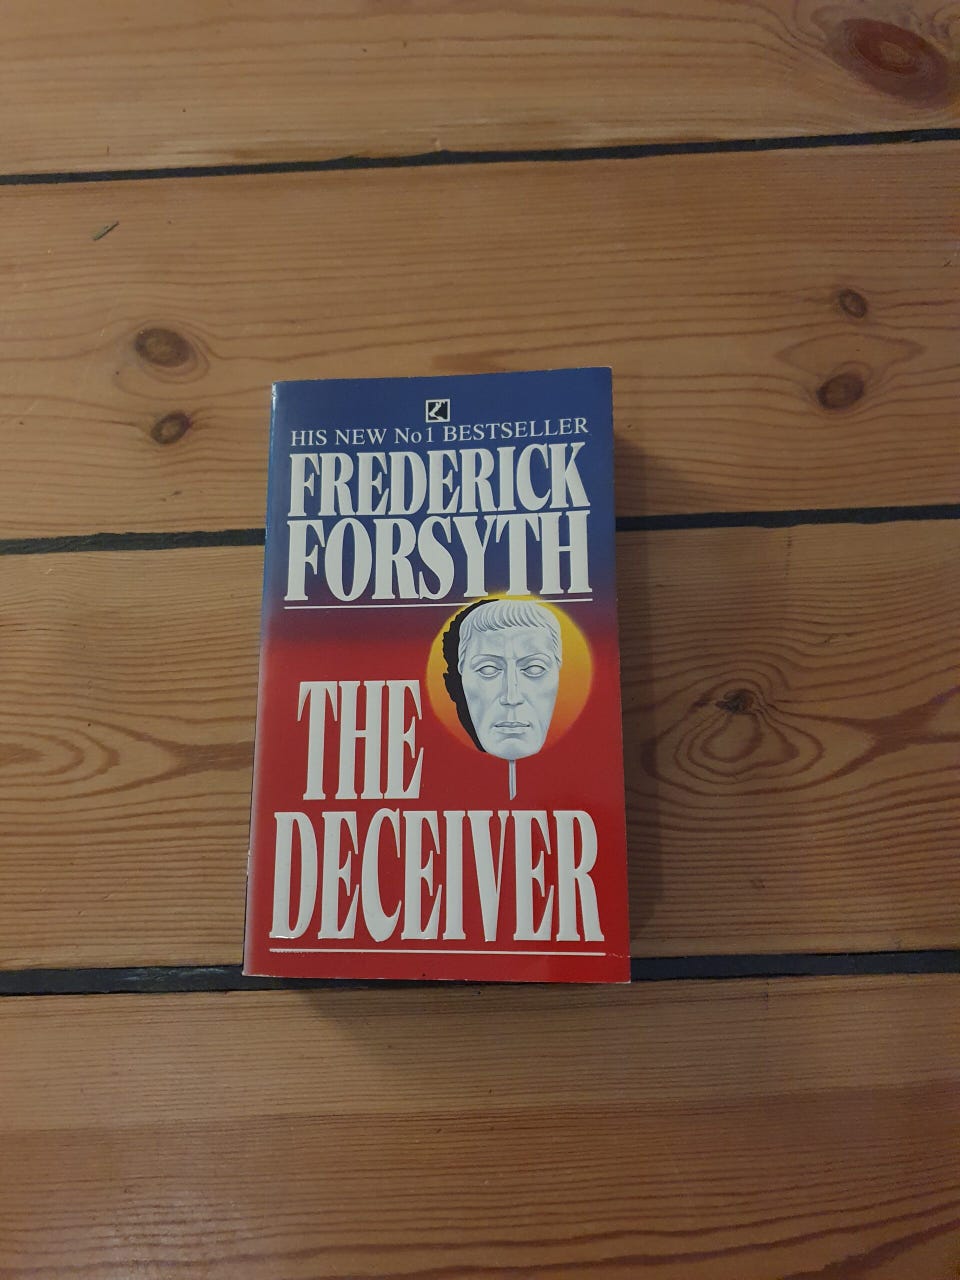 HIS NEW No1 BESTSELLER
FREDERICK
FORSYTH
THE
DECEIVER